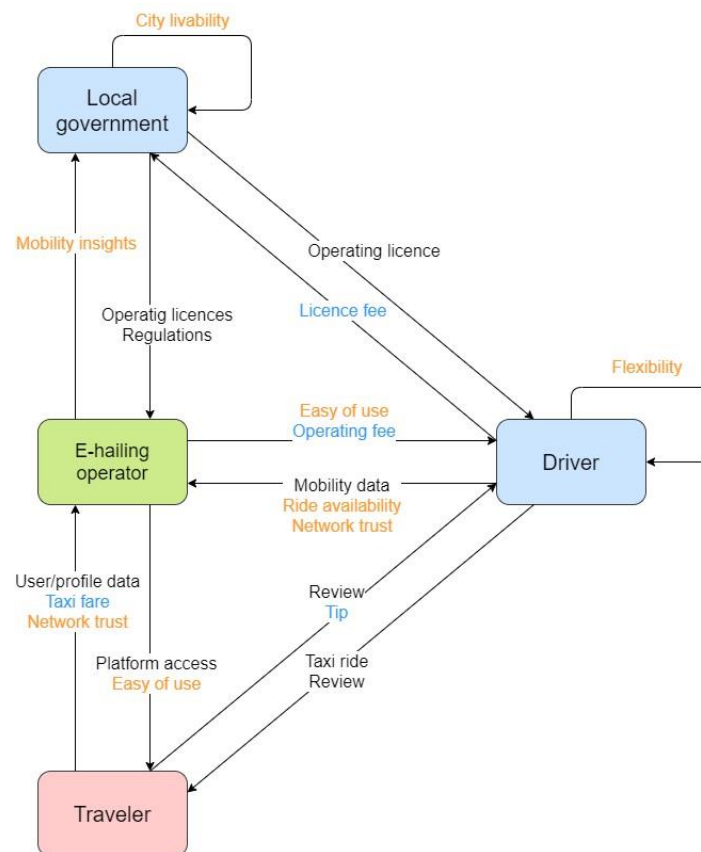 City livability
Local
government
Mobility insights
Operatig licences
Regulations
Operating licence
Licence fee
Flexibility
Easy of use
Operating fee
E-hailing
operator
Driver
Mobility data
Ride availability
Network trust
User/profile data
Taxi fare
Network trust
Review
Tip
Platform access
Easy of use
Taxi ride
Review
Traveler